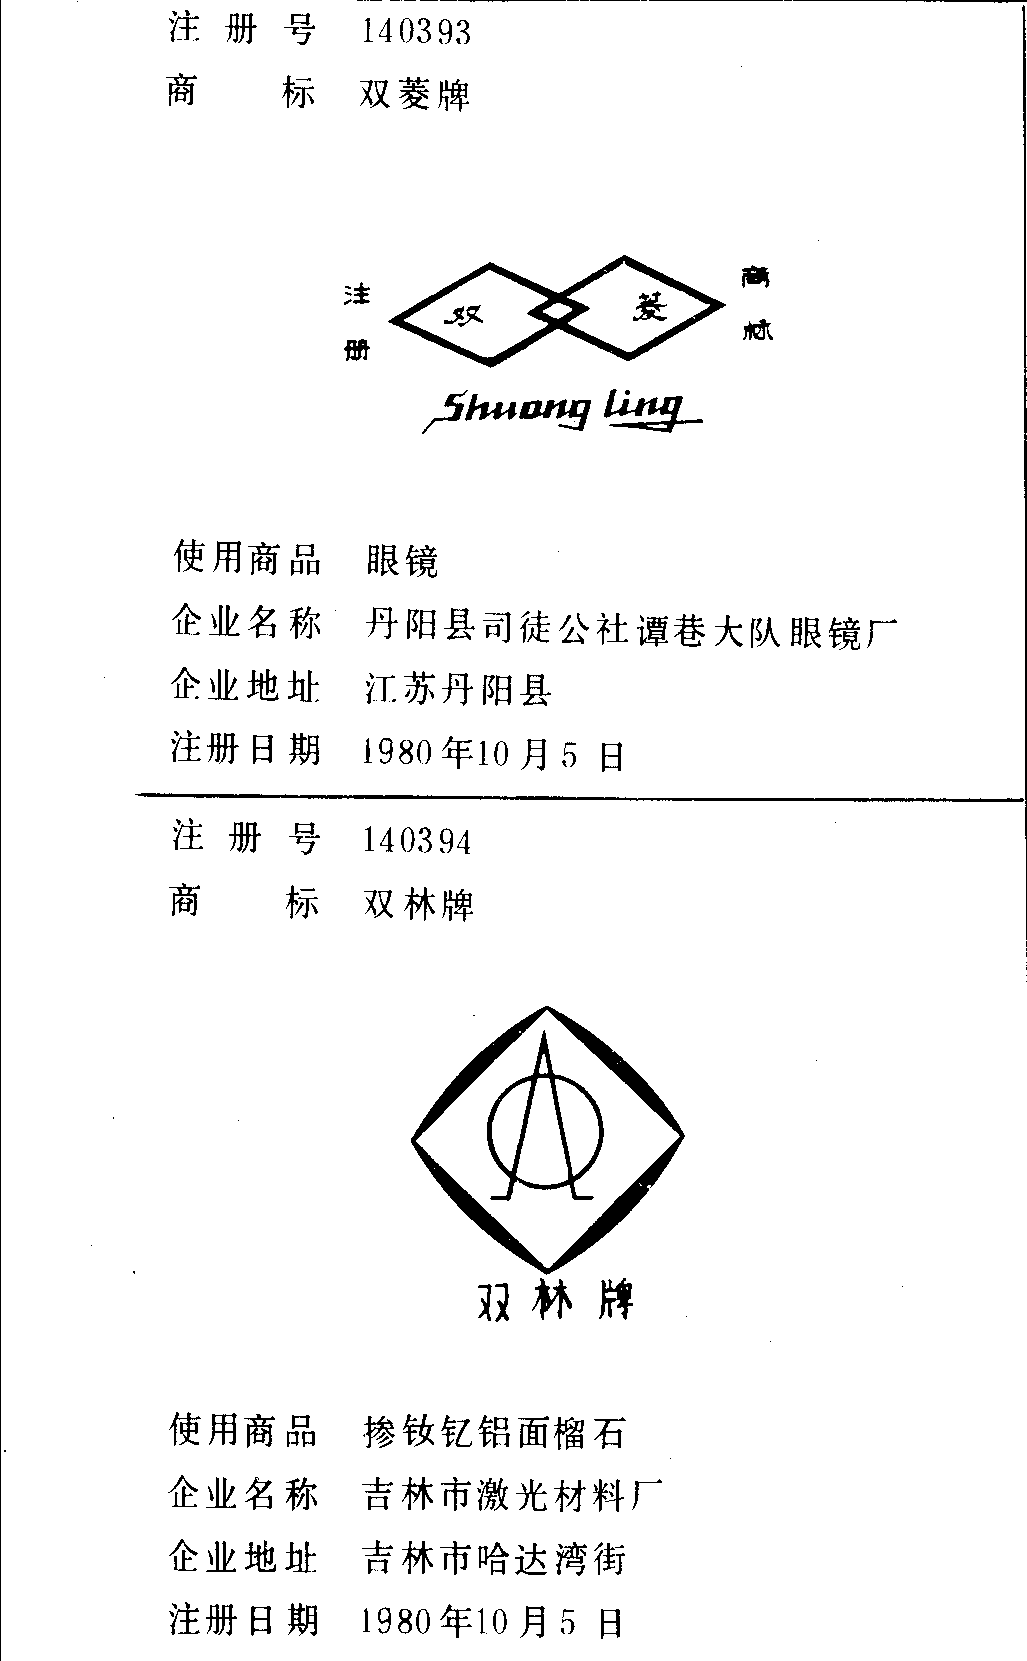 注册号 140393
商标 双菱牌
注册 双菱 商标
Shuang ling
使用商品 眼镜
企业名称 丹阳县司徒公社谭巷大队眼镜厂
企业地址 江苏丹阳县
注册日期 1980年10月5日
注册号 140394
商标 双林牌
双林牌
使用商品 掺钕钇铝面榴石
企业名称 吉林市激光材料厂
企业地址 吉林市哈达湾街
注册日期 1980年10月5日